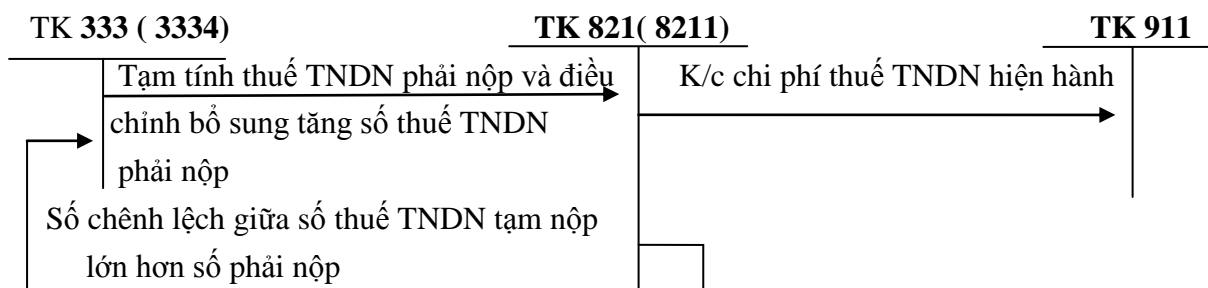 TK 333 ( 3334)
TK 821( 8211)
TK 911
Tạm tính thuế TNDN phải nộp và điều
chỉnh bổ sung tăng số thuế TNDN
phải nộp
K/c chi phí thuế TNDN hiện hành
Số chênh lệch giữa số thuế TNDN tạm nộp
lớn hơn số phải nộp